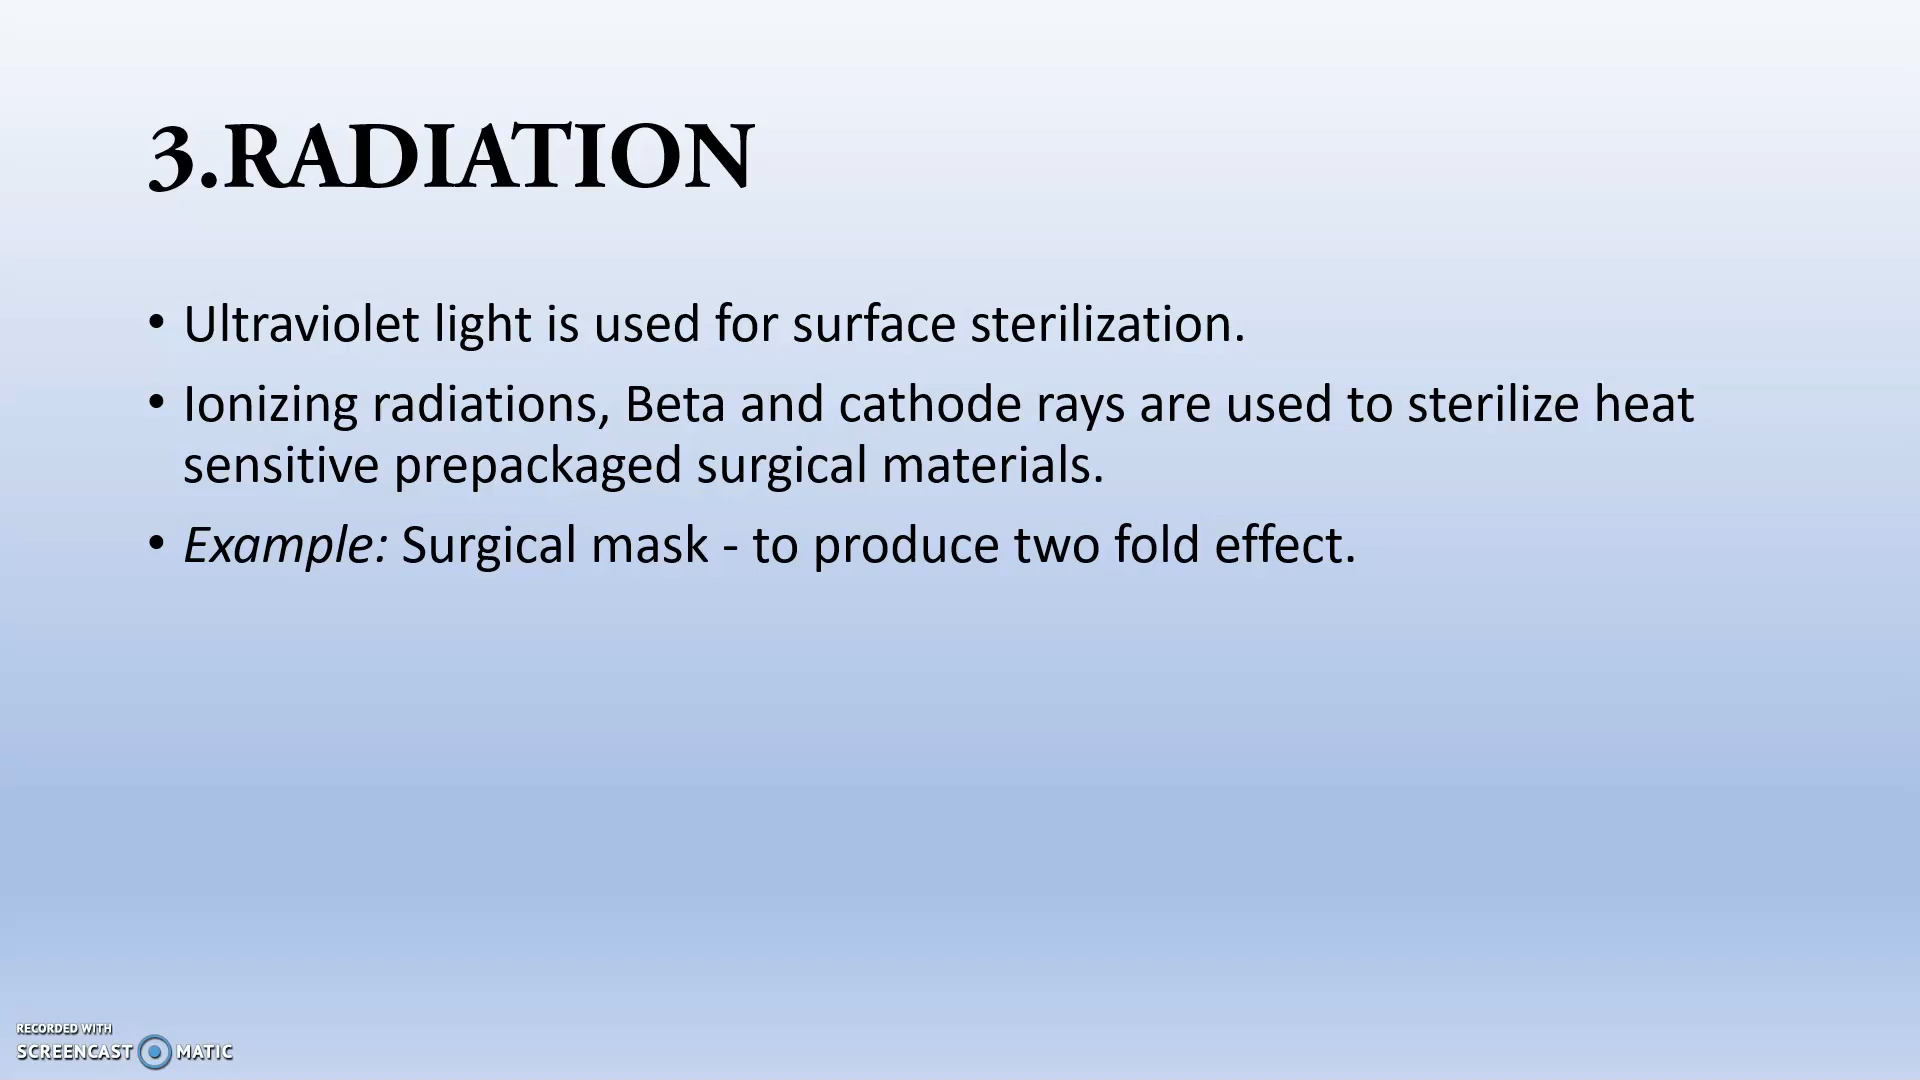 3.RADIATION
• Ultraviolet light is used for surface sterilization.
• Ionizing radiations, Beta and cathode rays are used to sterilize heat
sensitive prepackaged surgical materials.
• Example: Surgical mask - to produce two fold effect.
RECORDED WITH
SCREENCAST MATIC